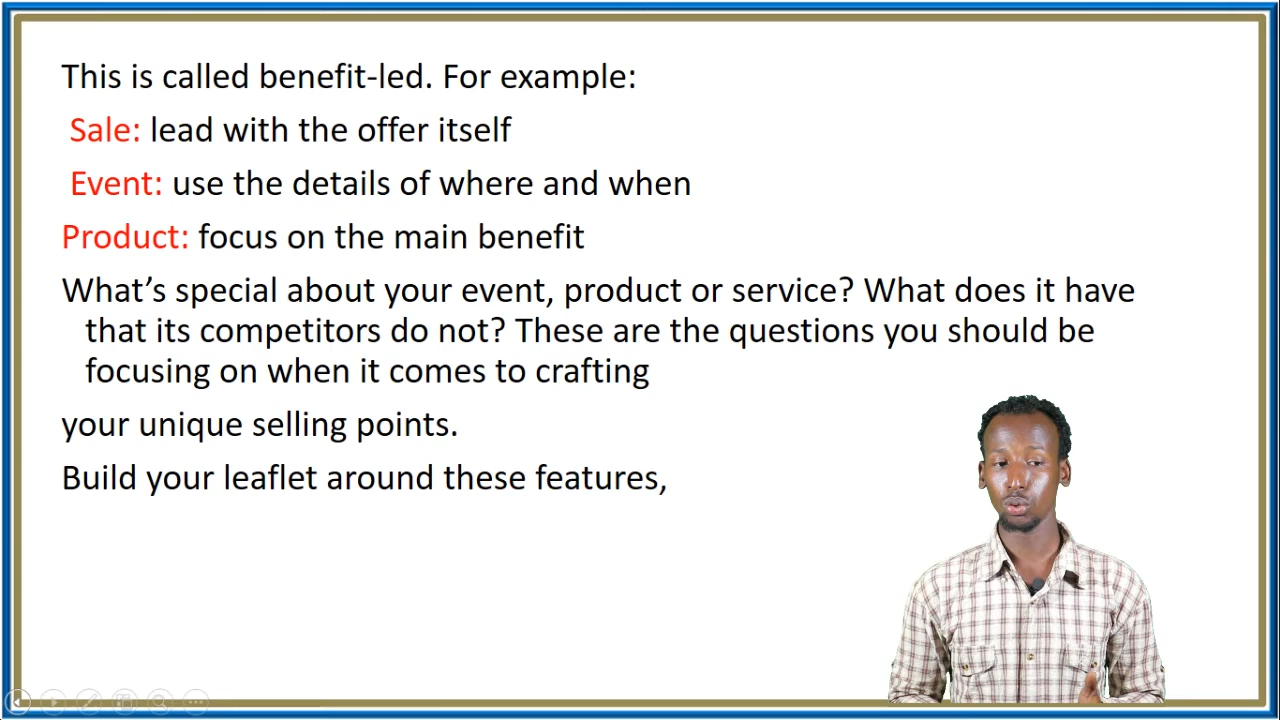 This is called benefit-led. For example:
Sale: lead with the offer itself
Event: use the details of where and when
Product: focus on the main benefit
What’s special about your event, product or service? What does it have
that its competitors do not? These are the questions you should be
focusing on when it comes to crafting
your unique selling points.
Build your leaflet around these features,